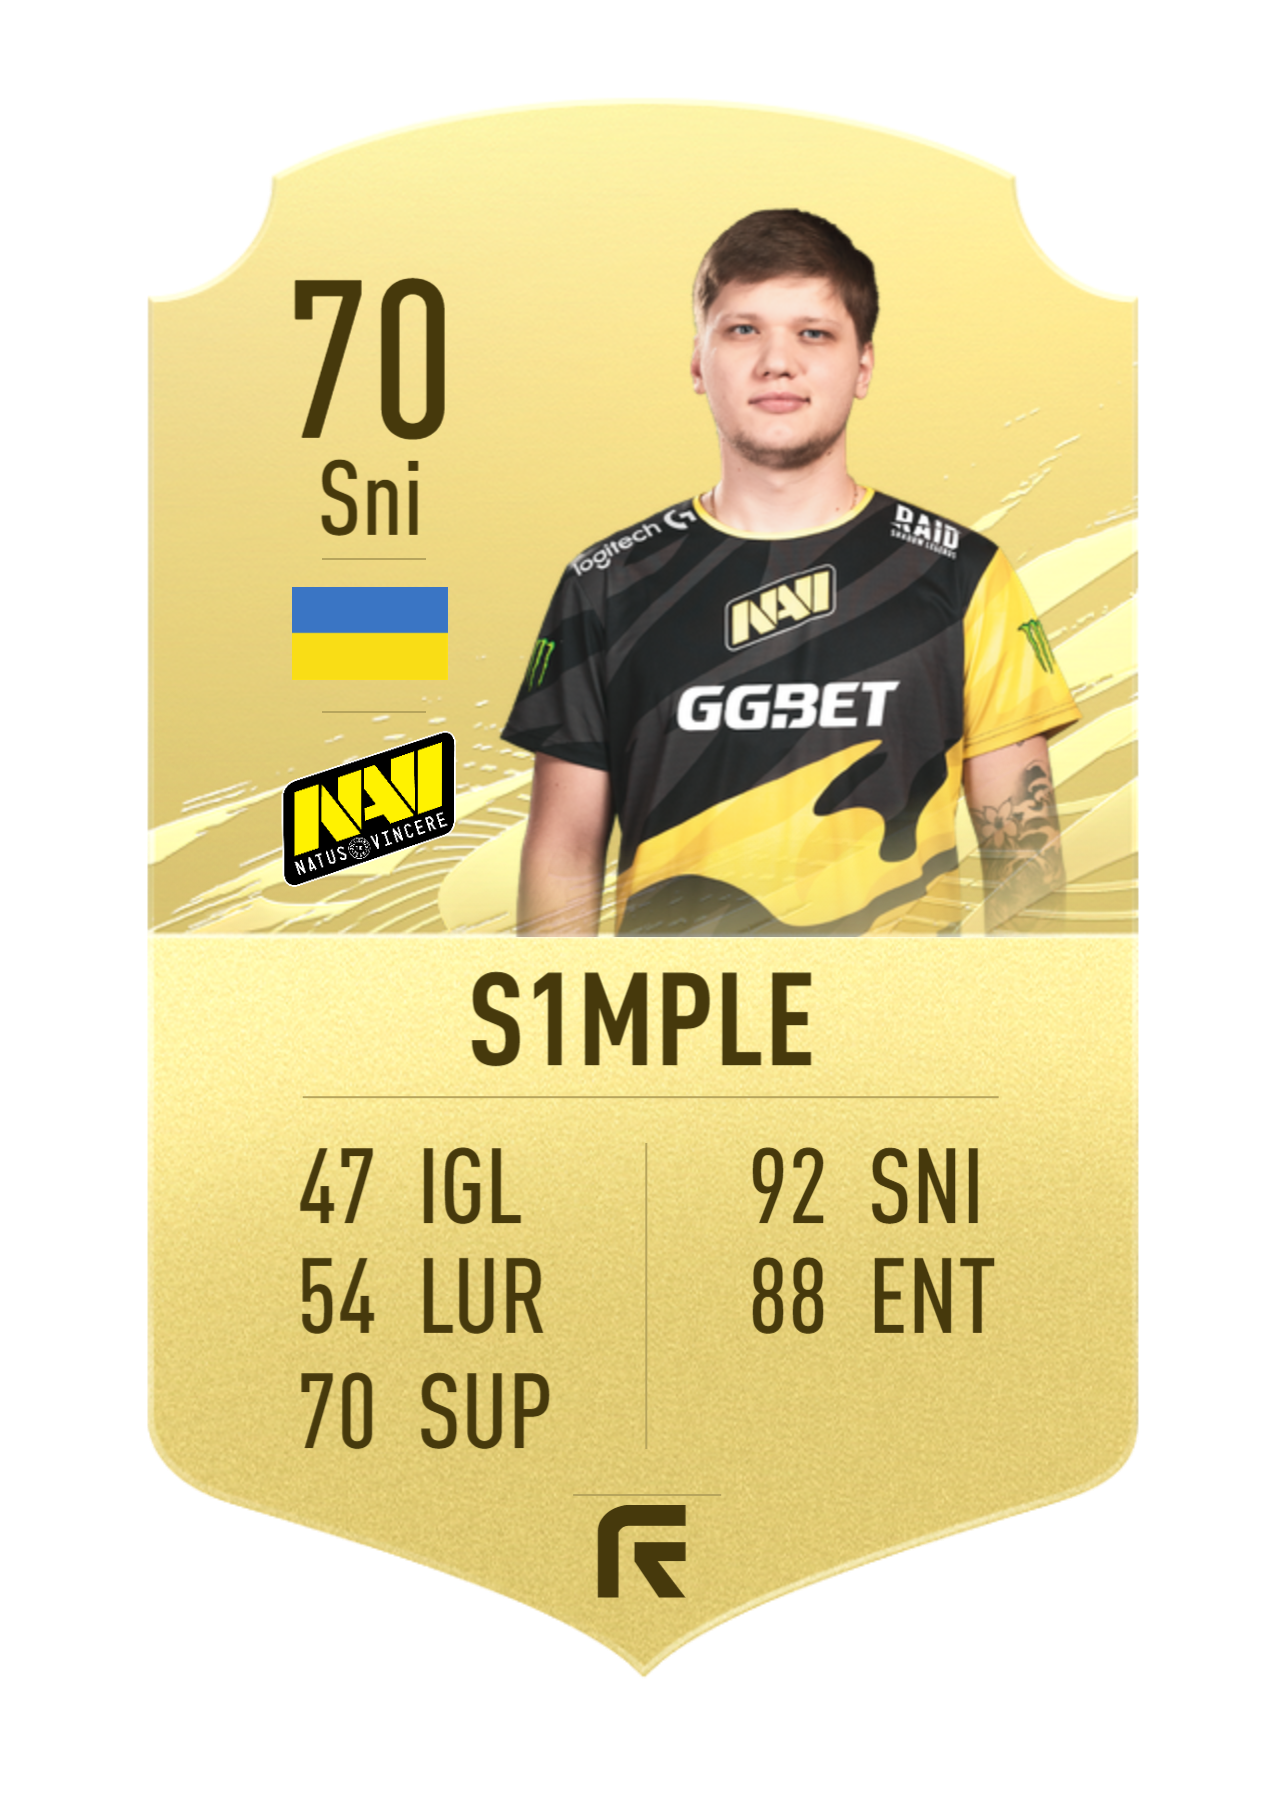 70
Sni
NAVI
NATUS VINCERE
logitech G
RAID
SHADOW LEGENDS
NAVI
GGBET
S1MPLE
47 IGL
54 LUR
70 SUP
92 SNI
88 ENT